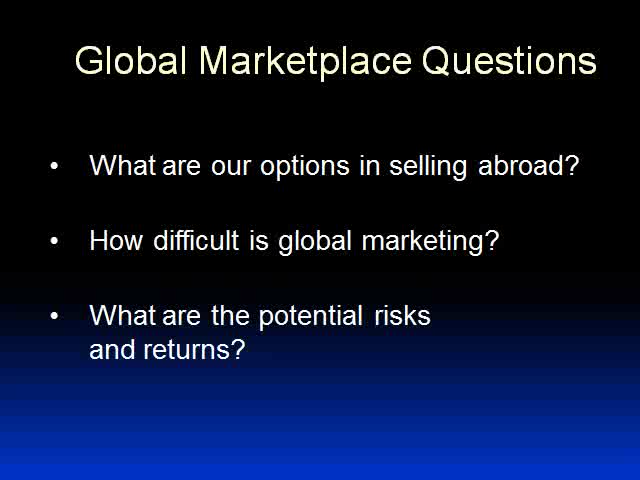 Global Marketplace Questions
• What are our options in selling abroad?
• How difficult is global marketing?
• What are the potential risks
and returns?